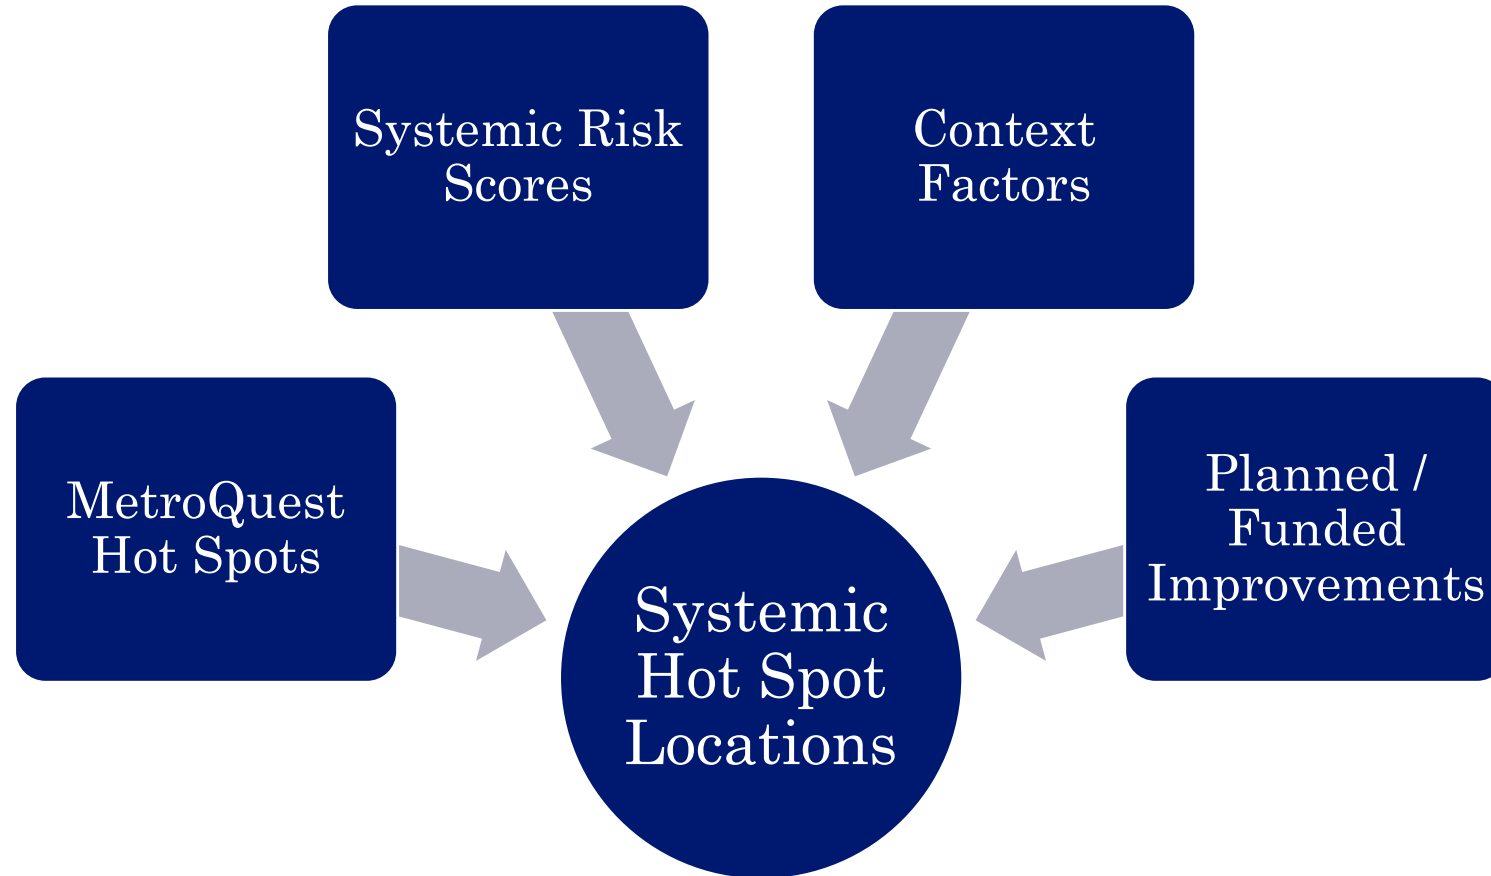 Systemic Risk
Scores
Context
Factors
MetroQuest
Hot Spots
Planned /
Funded
Improvements
Systemic
Hot Spot
Locations